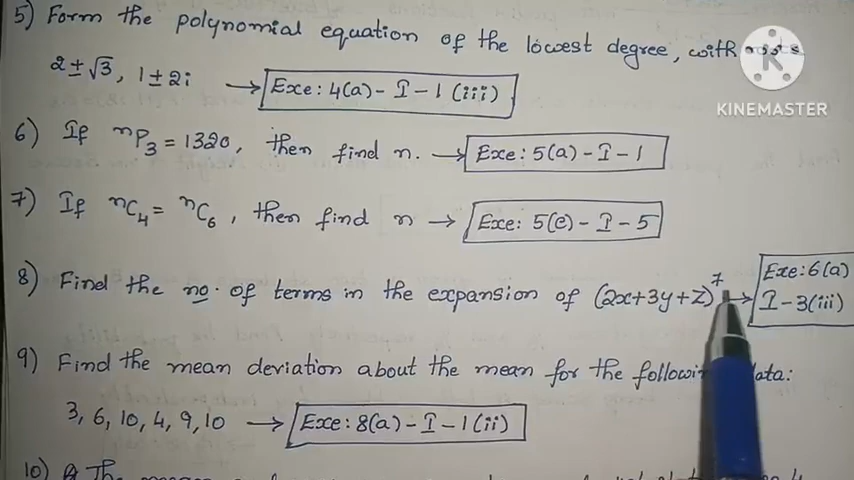 5) Form the polynomial equation of the lowest degree, with roots
2±√3, 1±2i → Exe: 4(a)-I-1(iii)
6) If ⁿP₃ = 1320, then find n. → Exe: 5(a)-I-1
7) If ⁿC₄ = ⁿC₆, then find n → Exe: 5(e)-I-5
8) Find the no. of terms in the expansion of (2x+3y+z)⁷ → Exe: 6(a) I-3(iii)
9) Find the mean deviation about the mean for the following data:
3, 6, 10, 4, 9, 10 → Exe: 8(a)-I-1(ii)
10)
KINEMASTER